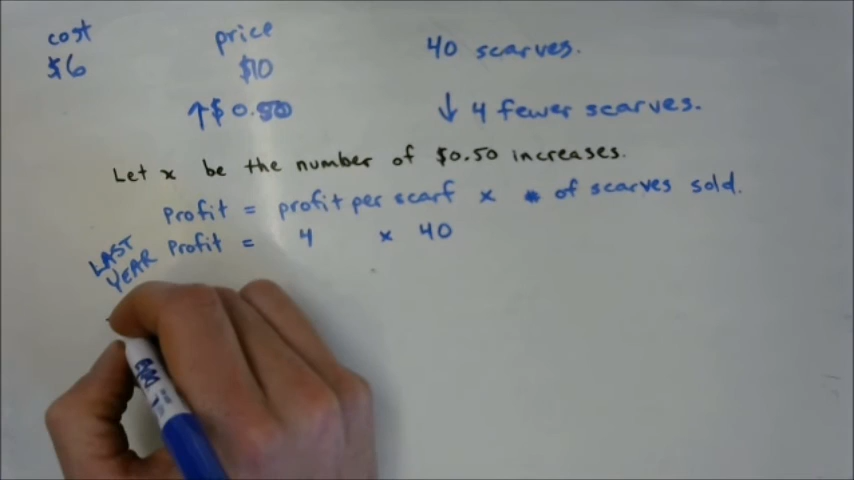 cost price 40 scarves.
$6 $10
↑$ 0.50 ↓ 4 fewer scarves.
Let x be the number of $0.50 increases.
Profit = profit per scarf x # of scarves sold.
LAST YEAR Profit = 4 x 40